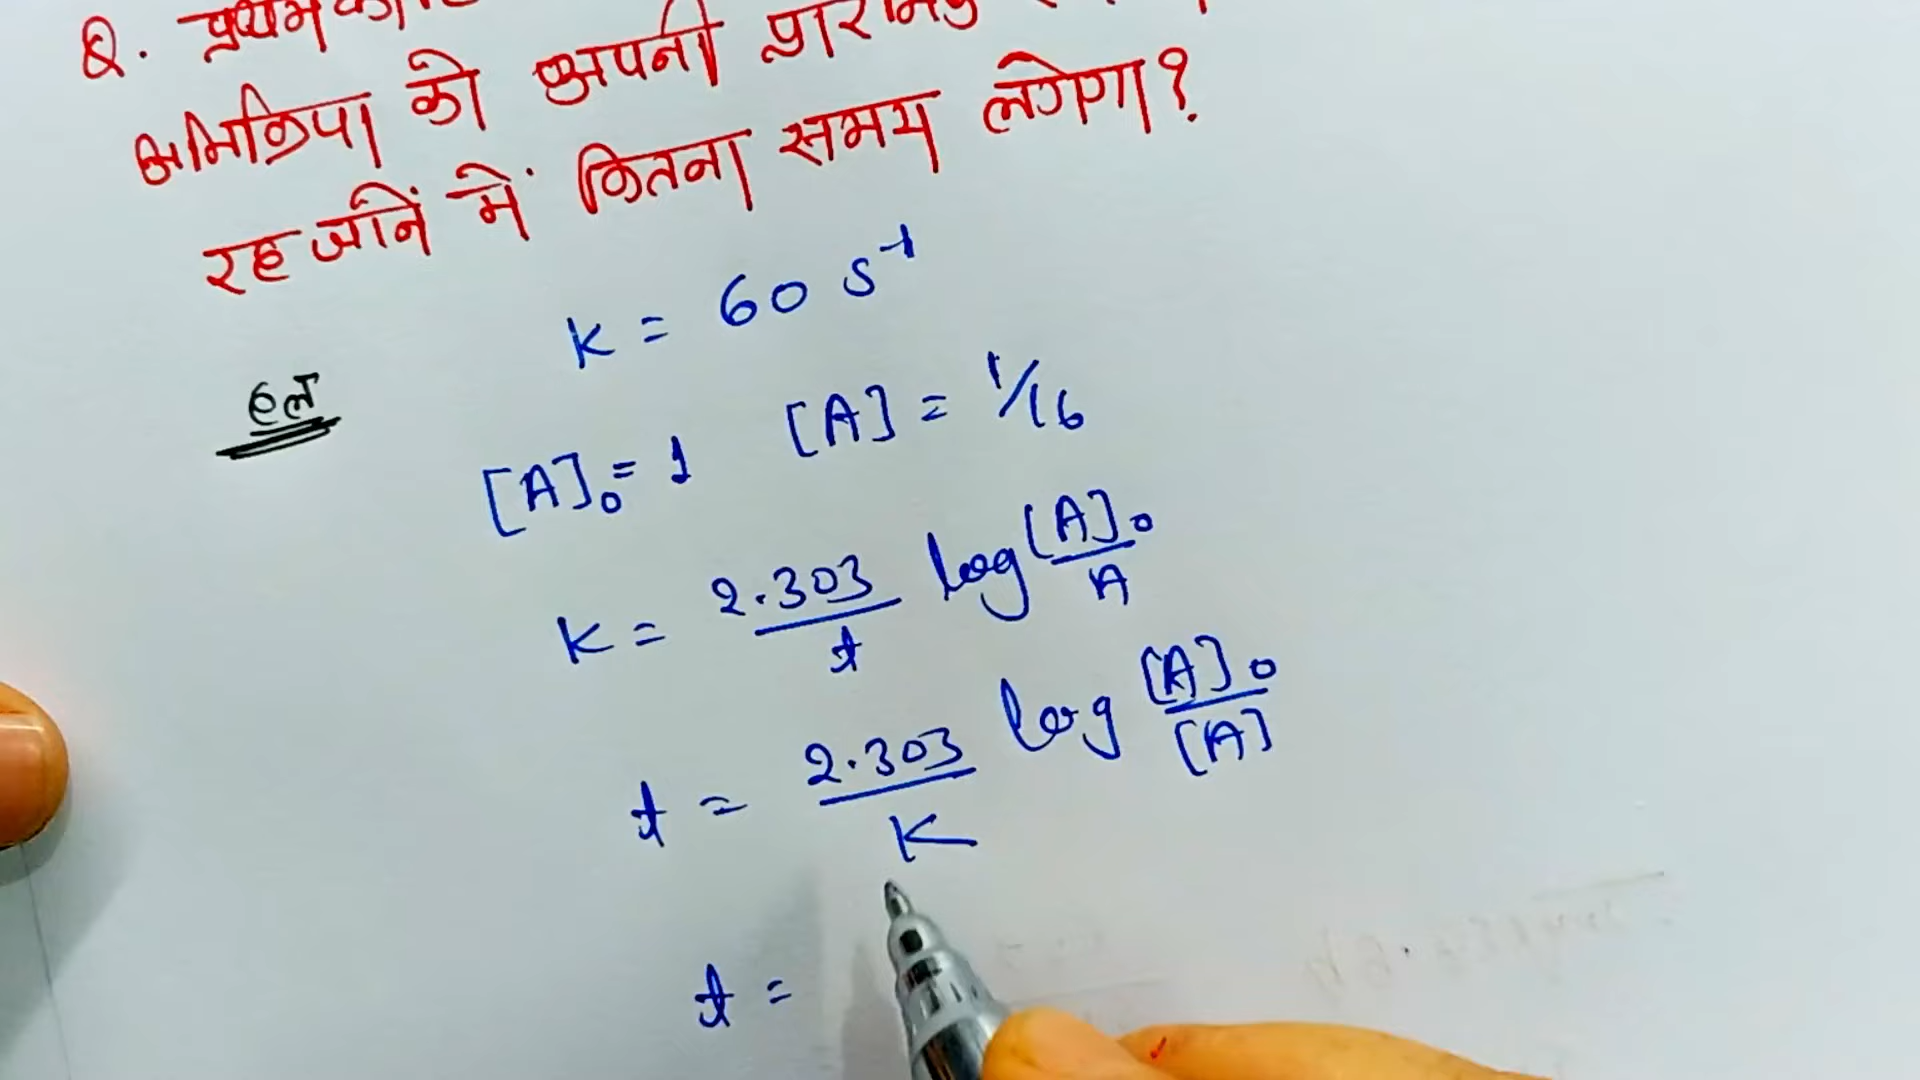 Q. प्रथम
अभिक्रिया को अपनी
रह जाने में कितना समय लगेगा?
K = 60 s⁻¹
हल
[A]₀ = 1 [A] = 1/16
K = 2.303/t log [A]₀/A
t = 2.303/K log [A]₀/[A]
t =